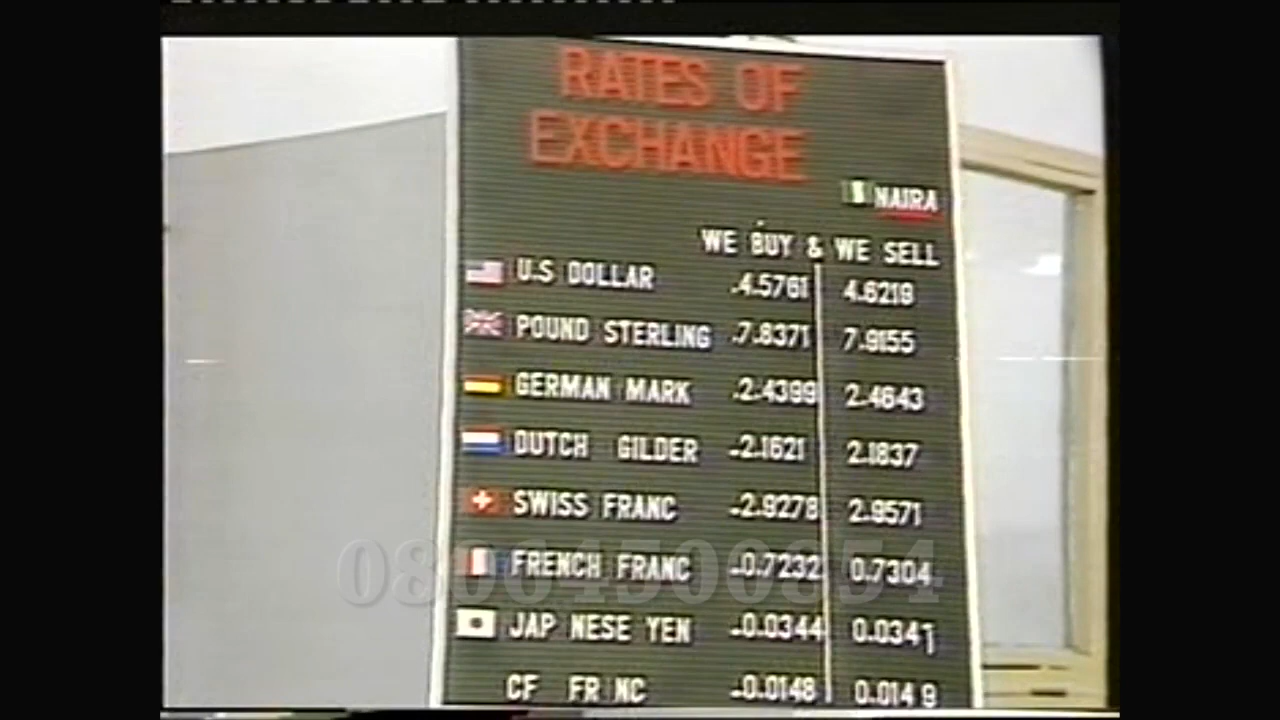 RATES OF
EXCHANGE
NAIRA
WE BUY & WE SELL
U.S DOLLAR .4.5761 4.6219
POUND STERLING .7.8371 7.9155
GERMAN MARK .2.4399 2.4643
DUTCH GILDER -2.1621 2.1837
SWISS FRANC -2.9278 2.9571
FRENCH FRANC -0.7232 0.7304
JAP NESE YEN -0.0344 0.0341
CF FR NC -0.0148 0.014 9
08064500854